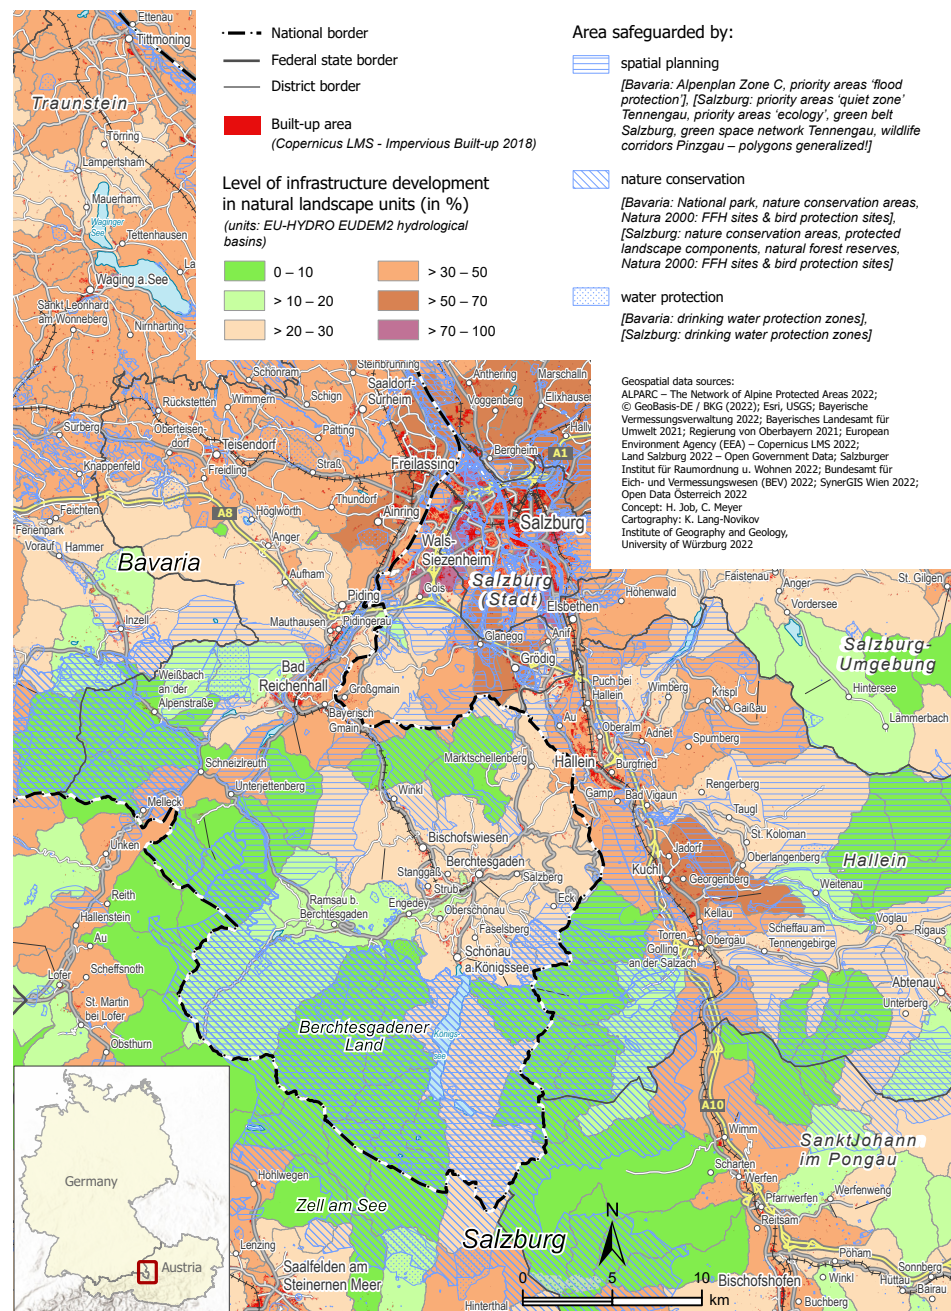 National border
Federal state border
District border
Built-up area
(Copernicus LMS - Impervious Built-up 2018)
Level of infrastructure development
in natural landscape units (in %)
(units: EU-HYDRO EUDEM2 hydrological
basins)
0 – 10
> 10 – 20
> 20 – 30
> 30 – 50
> 50 – 70
> 70 – 100
Area safeguarded by:
spatial planning
[Bavaria: Alpenplan Zone C, priority areas ‘flood
protection’], [Salzburg: priority areas ‘quiet zone’
Tennengau, priority areas ‘ecology’, green belt
Salzburg, green space network Tennengau, wildlife
corridors Pinzgau – polygons generalized!]
nature conservation
[Bavaria: National park, nature conservation areas,
Natura 2000: FFH sites & bird protection sites],
[Salzburg: nature conservation areas, protected
landscape components, natural forest reserves,
Natura 2000: FFH sites & bird protection sites]
water protection
[Bavaria: drinking water protection zones],
[Salzburg: drinking water protection zones]
Geospatial data sources:
ALPARC – The Network of Alpine Protected Areas 2022;
© GeoBasis-DE / BKG (2022); Esri, USGS; Bayerische
Vermessungsverwaltung 2022; Bayerisches Landesamt für
Umwelt 2021; Regierung von Oberbayern 2021; European
Environment Agency (EEA) – Copernicus LMS 2022;
Land Salzburg 2022 – Open Government Data; Salzburger
Institut für Raumordnung u. Wohnen 2022; Bundesamt für
Eich- und Vermessungswesen (BEV) 2022; SynerGIS Wien 2022;
Open Data Österreich 2022
Concept: H. Job, C. Meyer
Cartography: K. Lang-Novikov
Institute of Geography and Geology,
University of Würzburg 2022
Ettenau
Tittmoning
Traunstein
Törring
Lampertsham
Mauerham
Waginger
See
Tettenhausen
La
Waging a.See
Sankt Leonhard
am Wonneberg
Nirnharting
Schönram
Steinbrunning
Saaldorf-
Surheim
Anthering
Marschalln
Voggenberg
Elixhausen
Rückstetten
Wimmern
Schign
Surberg
Oberteisen-
dorf
Patting
Teisendorf
Hallw
Bergheim
Knappenfeld
Freidling
Straß
Freilassing
A1
Thundorf
Feichten
Höglwörth
Ainring
Salzburg
A8
Ferienpark
Vorauf
Hammer
Anger
Wals-
Siezenheim
Bavaria
Aufham
Gois
Salzburg
(Stadt)
Höhenwald
Faistenau
Anger
St. Gilgen
Vordersee
Elsbethen
Piding
Inzell
Mauthausen
Pidingerau
Glanegg
Anif
Salzburg-
Umgebung
Grödig
Weißbach
an der
Alpenstraße
Bad
Reichenhall
Großgmain
Puch bei
Hallein
Wimberg
Krispl
Gaißau
Hintersee
Bayerisch
Gmain
Au
Oberalm
Adnet
Lämmerbach
Spumberg
Marktschellenberg
Hallein
Burgfried
Schneizlreuth
Unterjettenberg
Rengerberg
Gamp
Bad Vigaun
Winkl
Melleck
Taugl
St. Koloman
Unken
Bischofswiesen
Jadorf
Oberlangenberg
Hallein
Berchtesgaden
Kuchl
Georgenberg
Stanggaß
Salzberg
Weitenau
Reith
Ramsau b.
Berchtesgaden
Strub
Engedey
Eck
Hallenstein
Oberschönau
Kellau
Voglau
Au
Faselsberg
Torren
Scheffau am
Tennengebirge
Rigaus
Golling
an der Salzach
Obergau
Schönau
a.Königssee
Scheffsnoth
Lofer
Abtenau
St. Martin
bei Lofer
Unterberg
Berchtesgadener
Land
Königs-
see
Obsthurn
A10
Wimm
Sankt Johann
im Pongau
Scharten
Hohlwegen
Werfen
Werfenweng
Pfarrwerfen
Zell am See
Reitsam
Germany
Austria
Salzburg
N
Lenzing
Pöham
Saalfelden am
Steinernen Meer
Sonnberg
Winkl
Hüttau
Bischofshofen
Bairau
0
5
10
km
Hinterthal
Buchberg